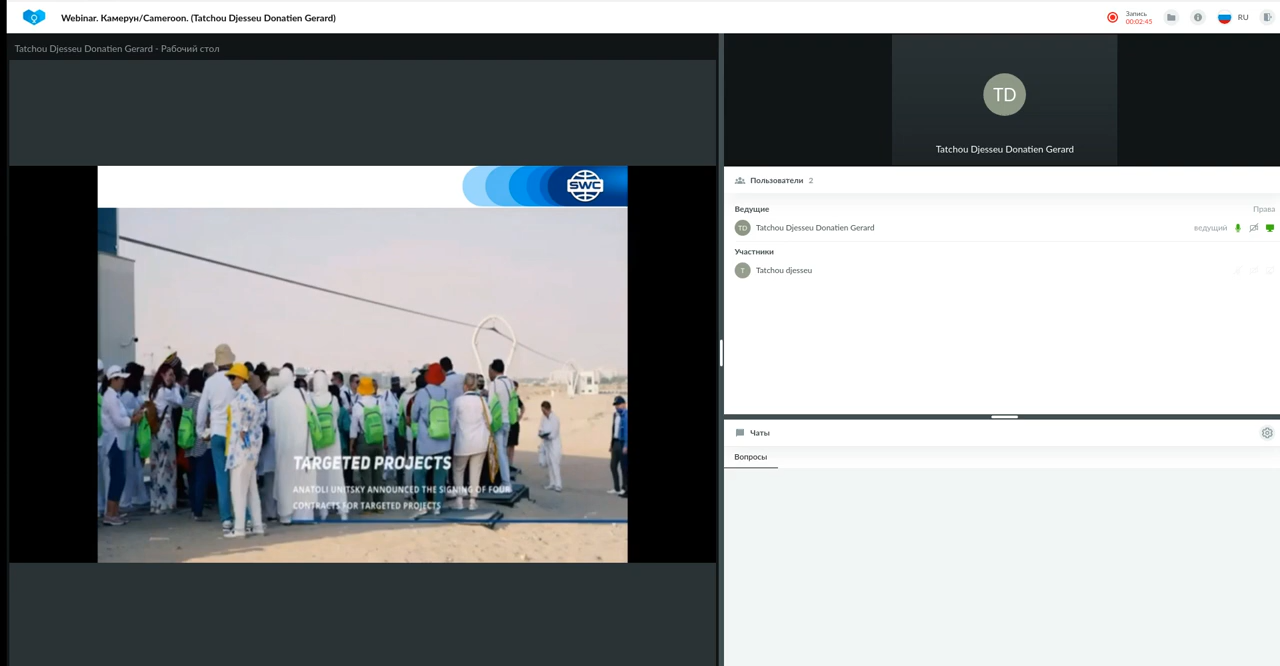 Webinar. Камерун/Cameroon. (Tatchou Djesseu Donatien Gerard)
Запись
00:02:45
RU
Tatchou Djesseu Donatien Gerard - Рабочий стол
SWC
TARGETED PROJECTS
ANATOLI UNITSKY ANNOUNCED THE SIGNING OF FOUR
CONTRACTS FOR TARGETED PROJECTS
TD
Tatchou Djesseu Donatien Gerard
Пользователи 2
Ведущие Права
TD Tatchou Djesseu Donatien Gerard ведущий
Участники
T Tatchou djesseu
Чаты
Вопросы